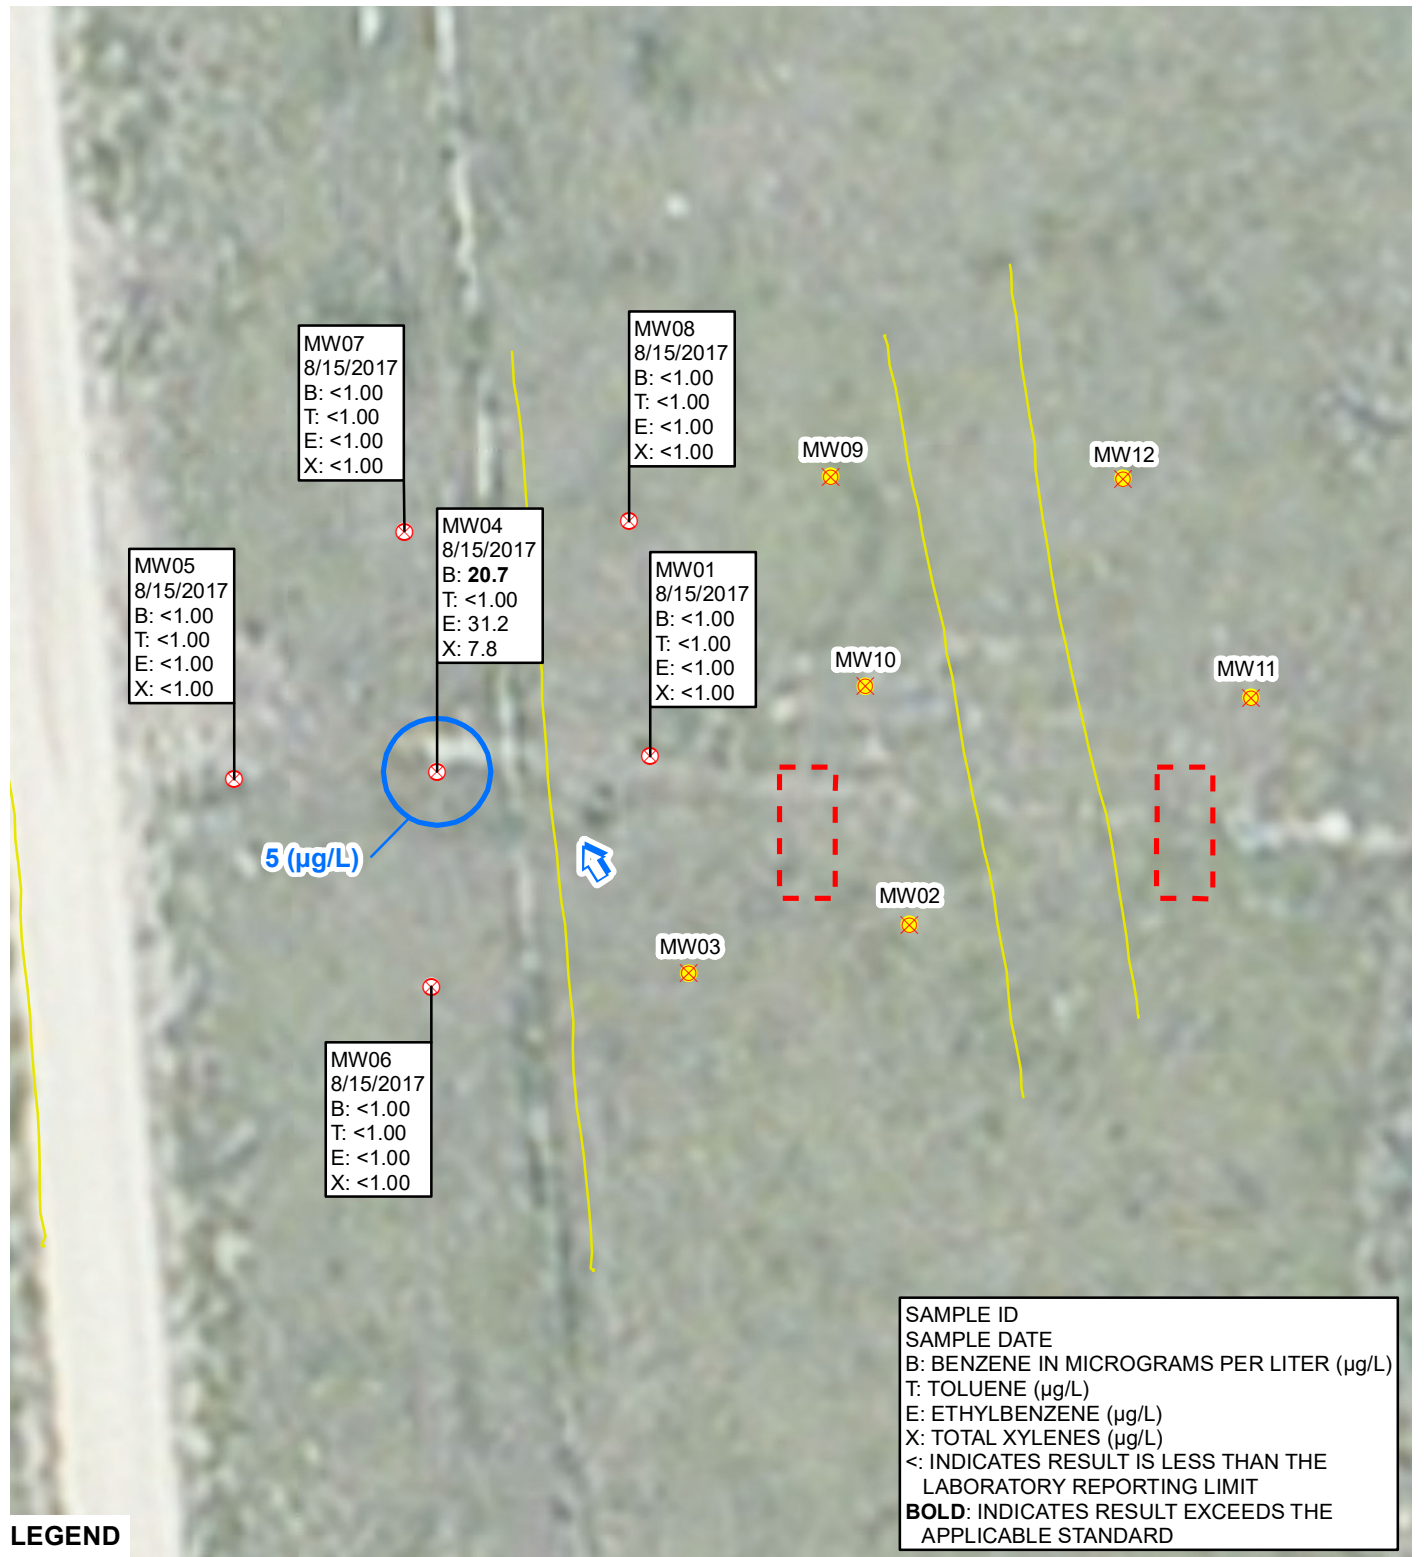 MW07
8/15/2017
B: <1.00
T: <1.00
E: <1.00
X: <1.00
MW08
8/15/2017
B: <1.00
T: <1.00
E: <1.00
X: <1.00
MW09
MW12
MW04
8/15/2017
B: 20.7
T: <1.00
E: 31.2
X: 7.8
MW05
8/15/2017
B: <1.00
T: <1.00
E: <1.00
X: <1.00
MW01
8/15/2017
B: <1.00
T: <1.00
E: <1.00
X: <1.00
MW10
MW11
5 (µg/L)
MW02
MW03
MW06
8/15/2017
B: <1.00
T: <1.00
E: <1.00
X: <1.00
SAMPLE ID
SAMPLE DATE
B: BENZENE IN MICROGRAMS PER LITER (µg/L)
T: TOLUENE (µg/L)
E: ETHYLBENZENE (µg/L)
X: TOTAL XYLENES (µg/L)
<: INDICATES RESULT IS LESS THAN THE
LABORATORY REPORTING LIMIT
BOLD: INDICATES RESULT EXCEEDS THE
APPLICABLE STANDARD
LEGEND